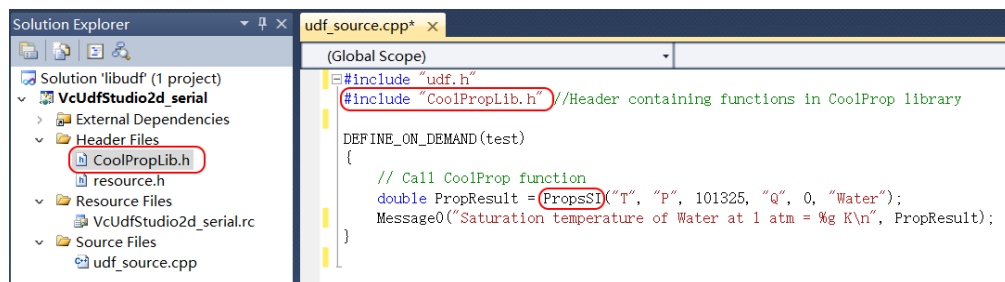 Solution Explorer
Solution 'libudf' (1 project)
VcUdfStudio2d_serial
External Dependencies
Header Files
CoolPropLib.h
resource.h
Resource Files
VcUdfStudio2d_serial.rc
Source Files
udf_source.cpp
udf_source.cpp*
(Global Scope)
#include "udf.h"
#include "CoolPropLib.h" //Header containing functions in CoolProp library
DEFINE_ON_DEMAND(test)
{
// Call CoolProp function
double PropResult = PropsSI("T", "P", 101325, "Q", 0, "Water");
Message0("Saturation temperature of Water at 1 atm = %g K\n", PropResult);
}